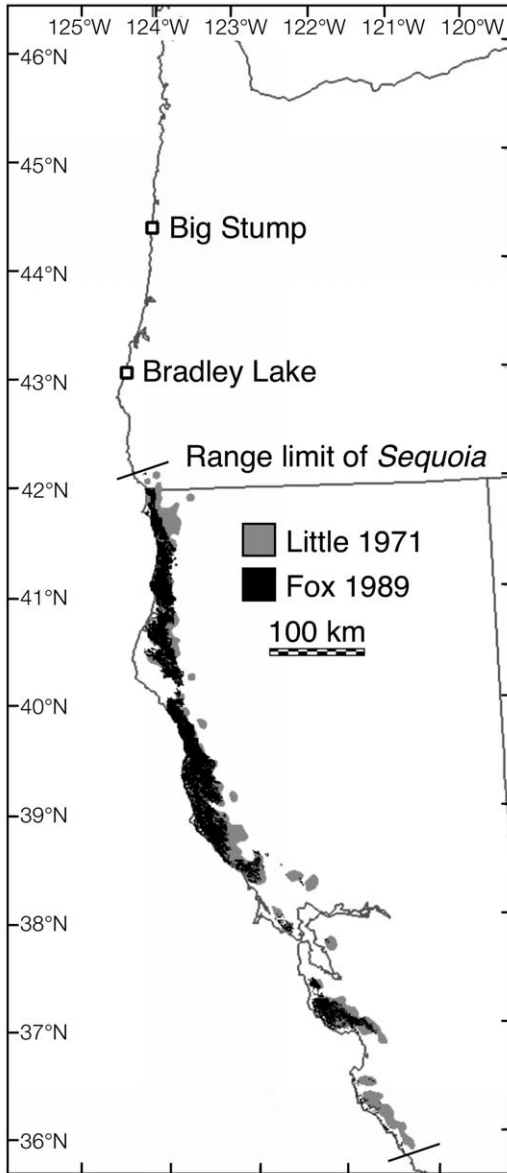 125°W 124°W 123°W 122°W 121°W 120°W
46°N
45°N
Big Stump
44°N
43°N
Bradley Lake
Range limit of Sequoia
42°N
Little 1971
Fox 1989
41°N
100 km
40°N
39°N
38°N
37°N
36°N